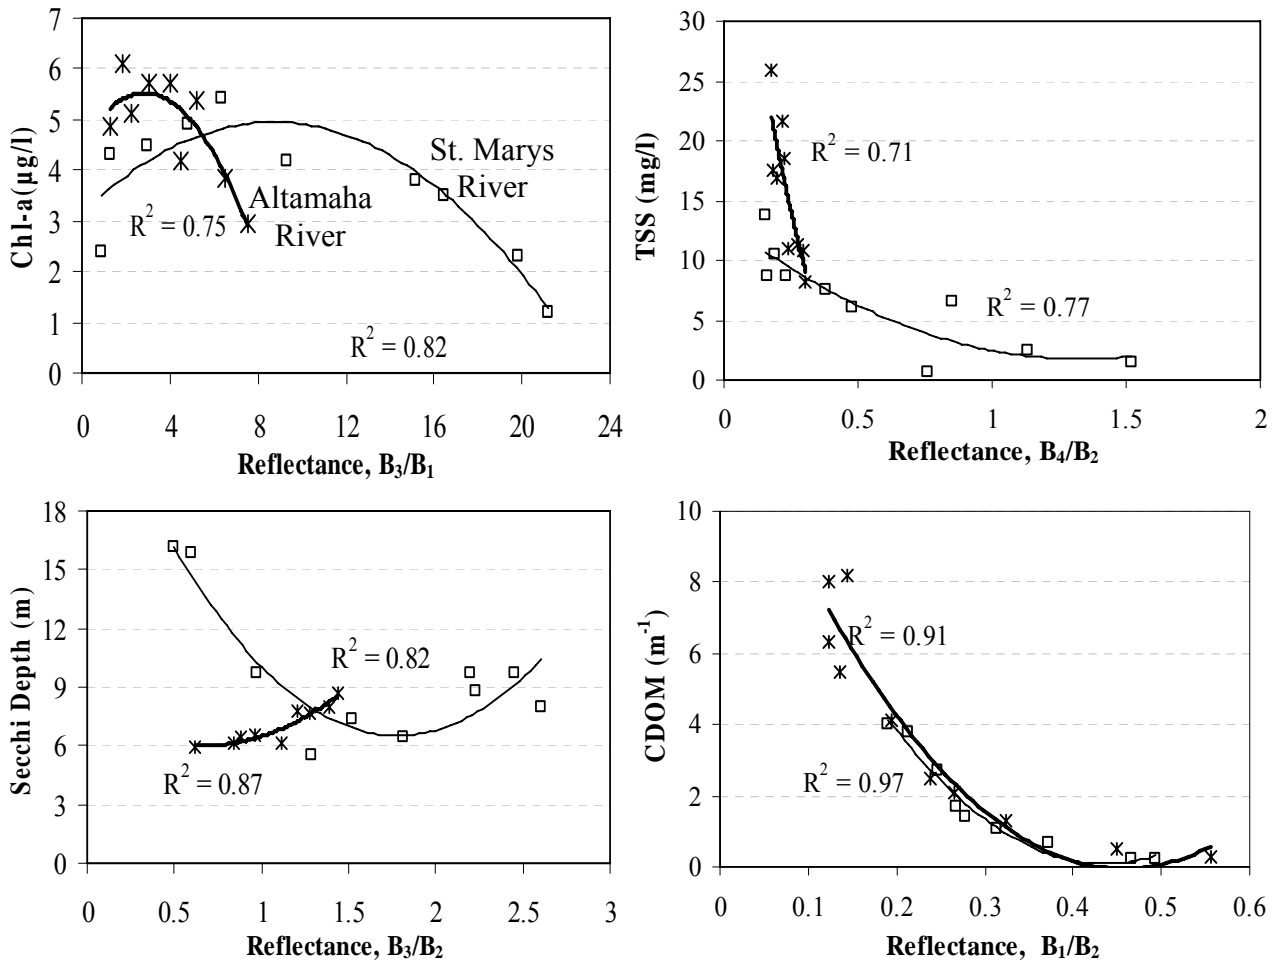 7
6
5
4
3
2
1
0
Chl-a(µg/l)
St. Marys
River
Altamaha
River
R² = 0.75
R² = 0.82
0 4 8 12 16 20 24
Reflectance, B₃/B₁
30
25
20
15
10
5
0
TSS (mg/l)
R² = 0.71
R² = 0.77
0 0.5 1 1.5 2
Reflectance, B₄/B₂
18
15
12
9
6
3
0
Secchi Depth (m)
R² = 0.82
R² = 0.87
0 0.5 1 1.5 2 2.5 3
Reflectance, B₃/B₂
10
8
6
4
2
0
CDOM (m⁻¹)
R² = 0.91
R² = 0.97
0 0.1 0.2 0.3 0.4 0.5 0.6
Reflectance, B₁/B₂